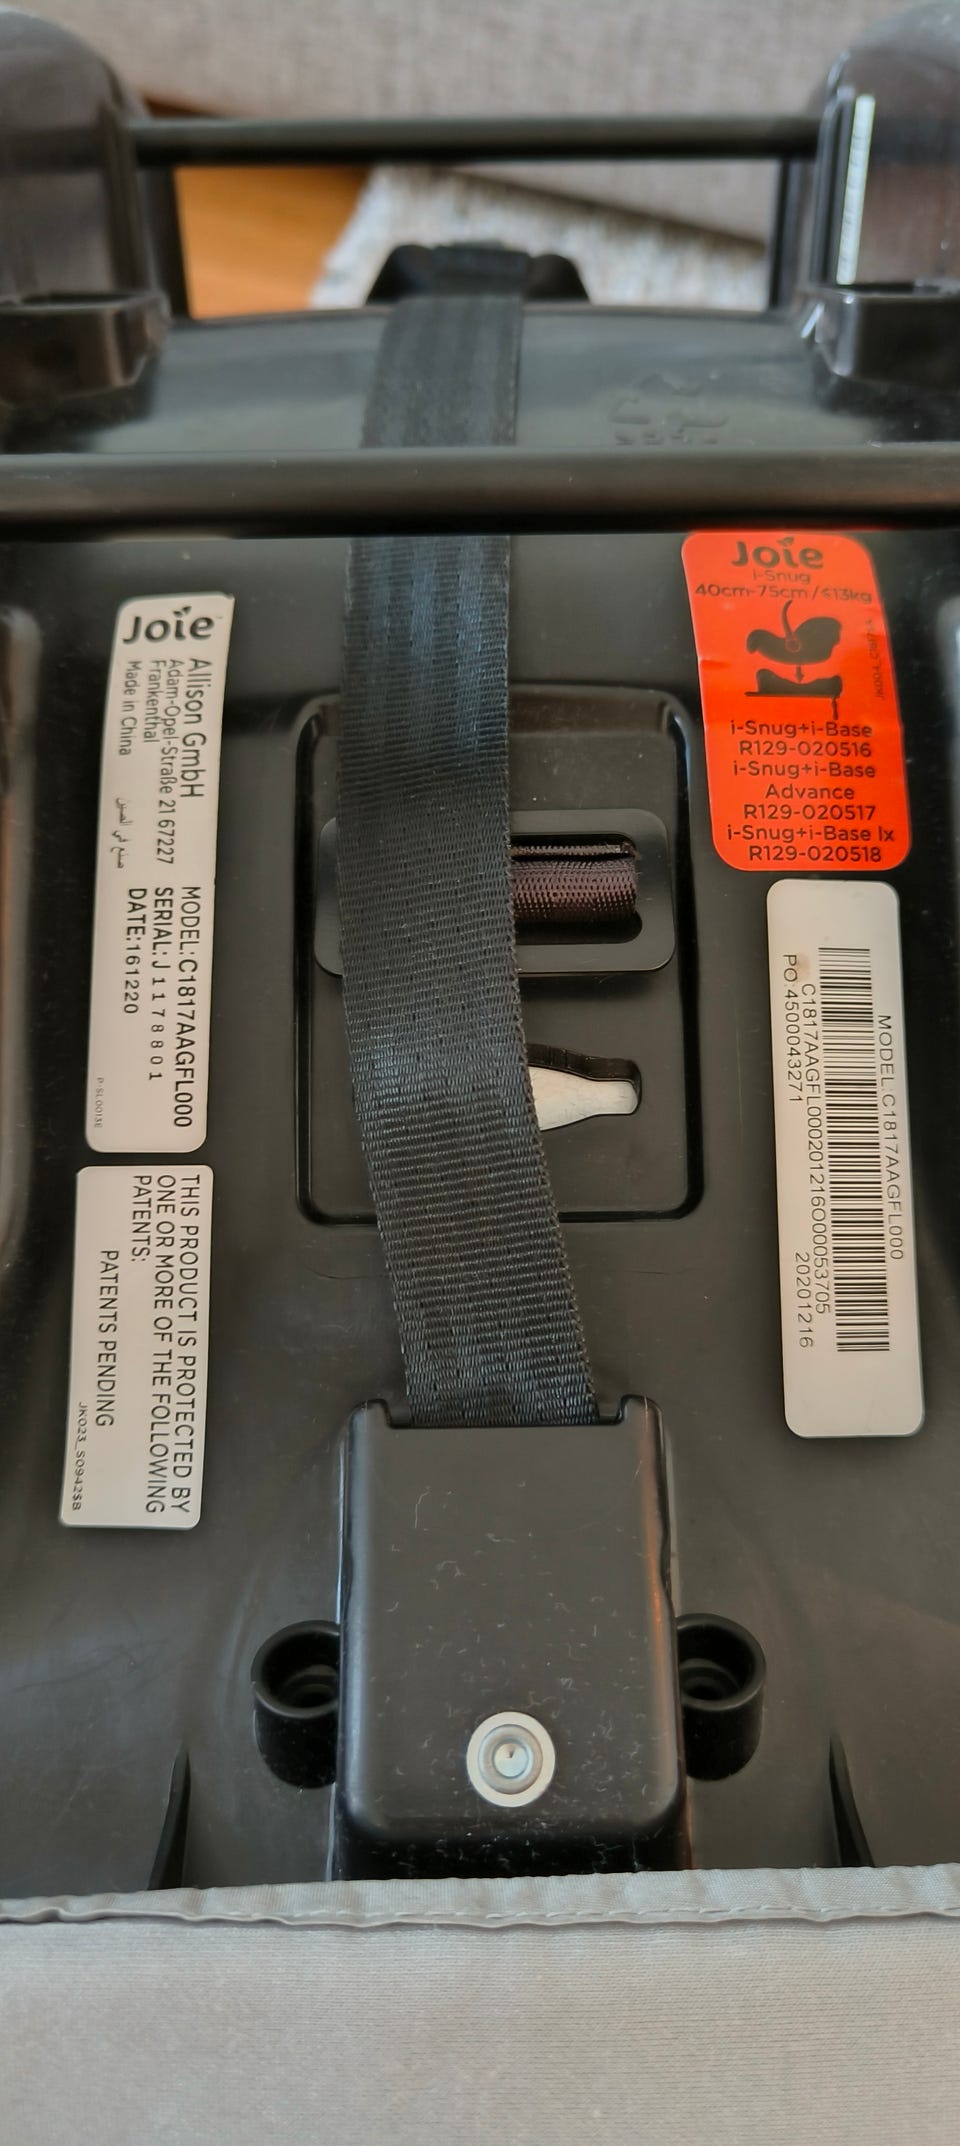 Joie
Allison GmbH
Adam-Opel-Straße 21 67227
Frankenthal
Made in China
صنع في الصين
MODEL:C1817AAGFL000
SERIAL:J1178801
DATE:161220
P-SL0013E
THIS PRODUCT IS PROTECTED BY
ONE OR MORE OF THE FOLLOWING
PATENTS:
PATENTS PENDING
Joie
i-Snug
40cm-75cm/≤13kg
i-Snug+i-Base
R129-020516
i-Snug+i-Base
Advance
R129-020517
i-Snug+i-Base lx
R129-020518
MODEL:C1817AAGFL000
C1817AAGFL000201216000053705
PO:4500043271
20201216